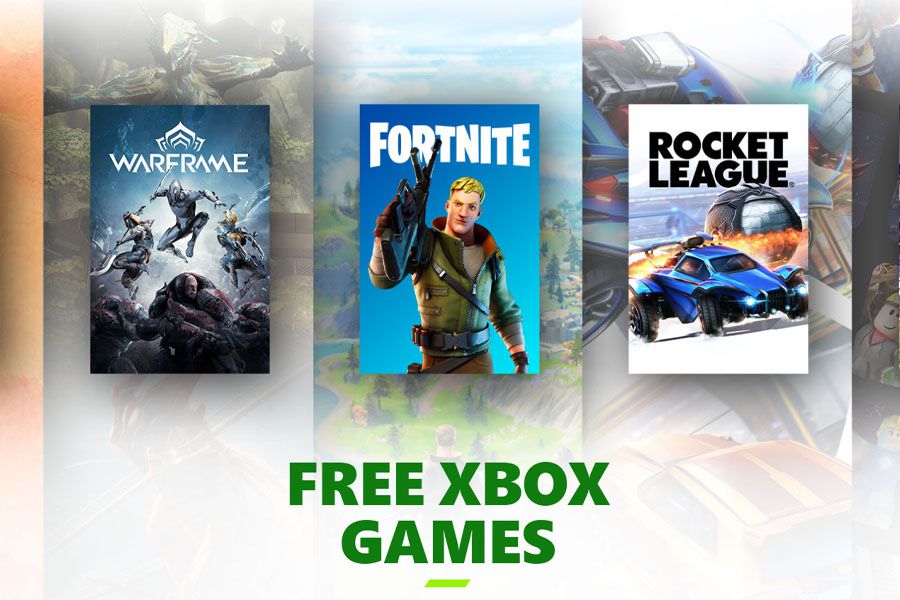 WARFRAME
FORTNITE
ROCKET
LEAGUE®
FREE XBOX
GAMES